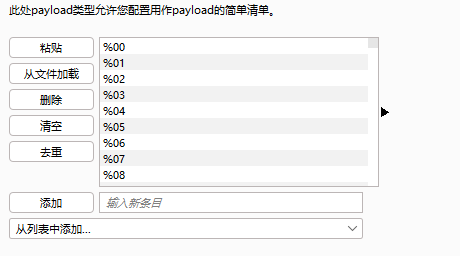 此处payload类型允许您配置用作payload的简单清单。
粘贴
从文件加载
删除
清空
去重
%00
%01
%02
%03
%04
%05
%06
%07
%08
添加
输入新条目
从列表中添加...